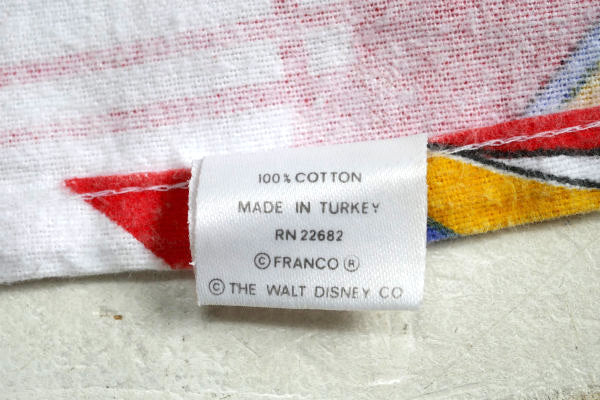 100% COTTON
MADE IN TURKEY
RN 22682
© FRANCO ®
© THE WALT DISNEY CO